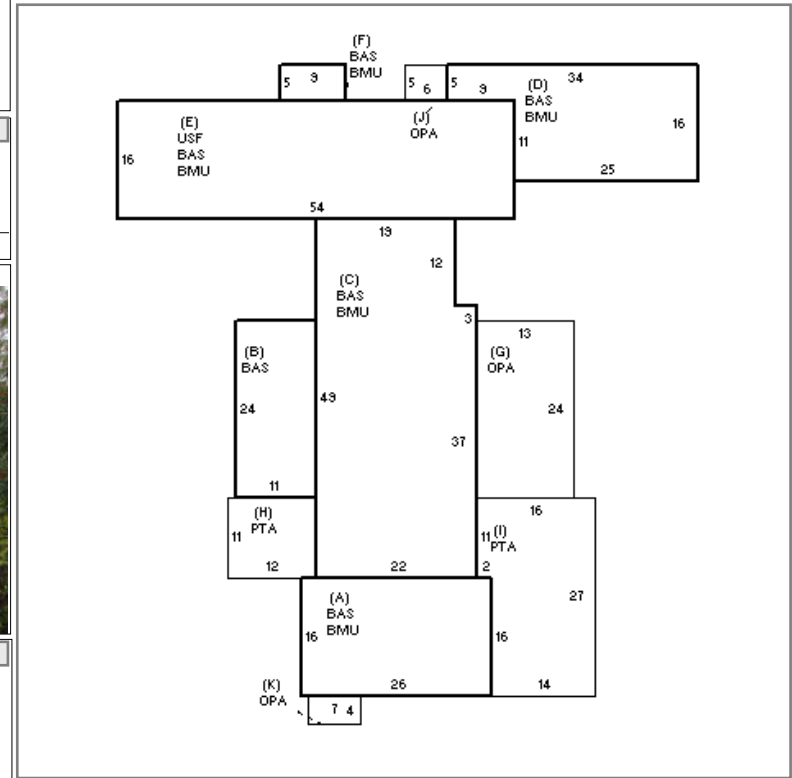 (F)
BAS
BMU
5 9
5 6
5 9
34
(D)
BAS
BMU
16
(E)
USF
BAS
BMU
(J)
OPA
16
11
25
54
19
12
(C)
BAS
BMU
3
13
(B)
BAS
(G)
OPA
24
49
24
37
11
16
(H)
PTA
11
12
11
(I)
PTA
22
2
27
(A)
BAS
BMU
16
16
26
14
(K)
OPA
7 4